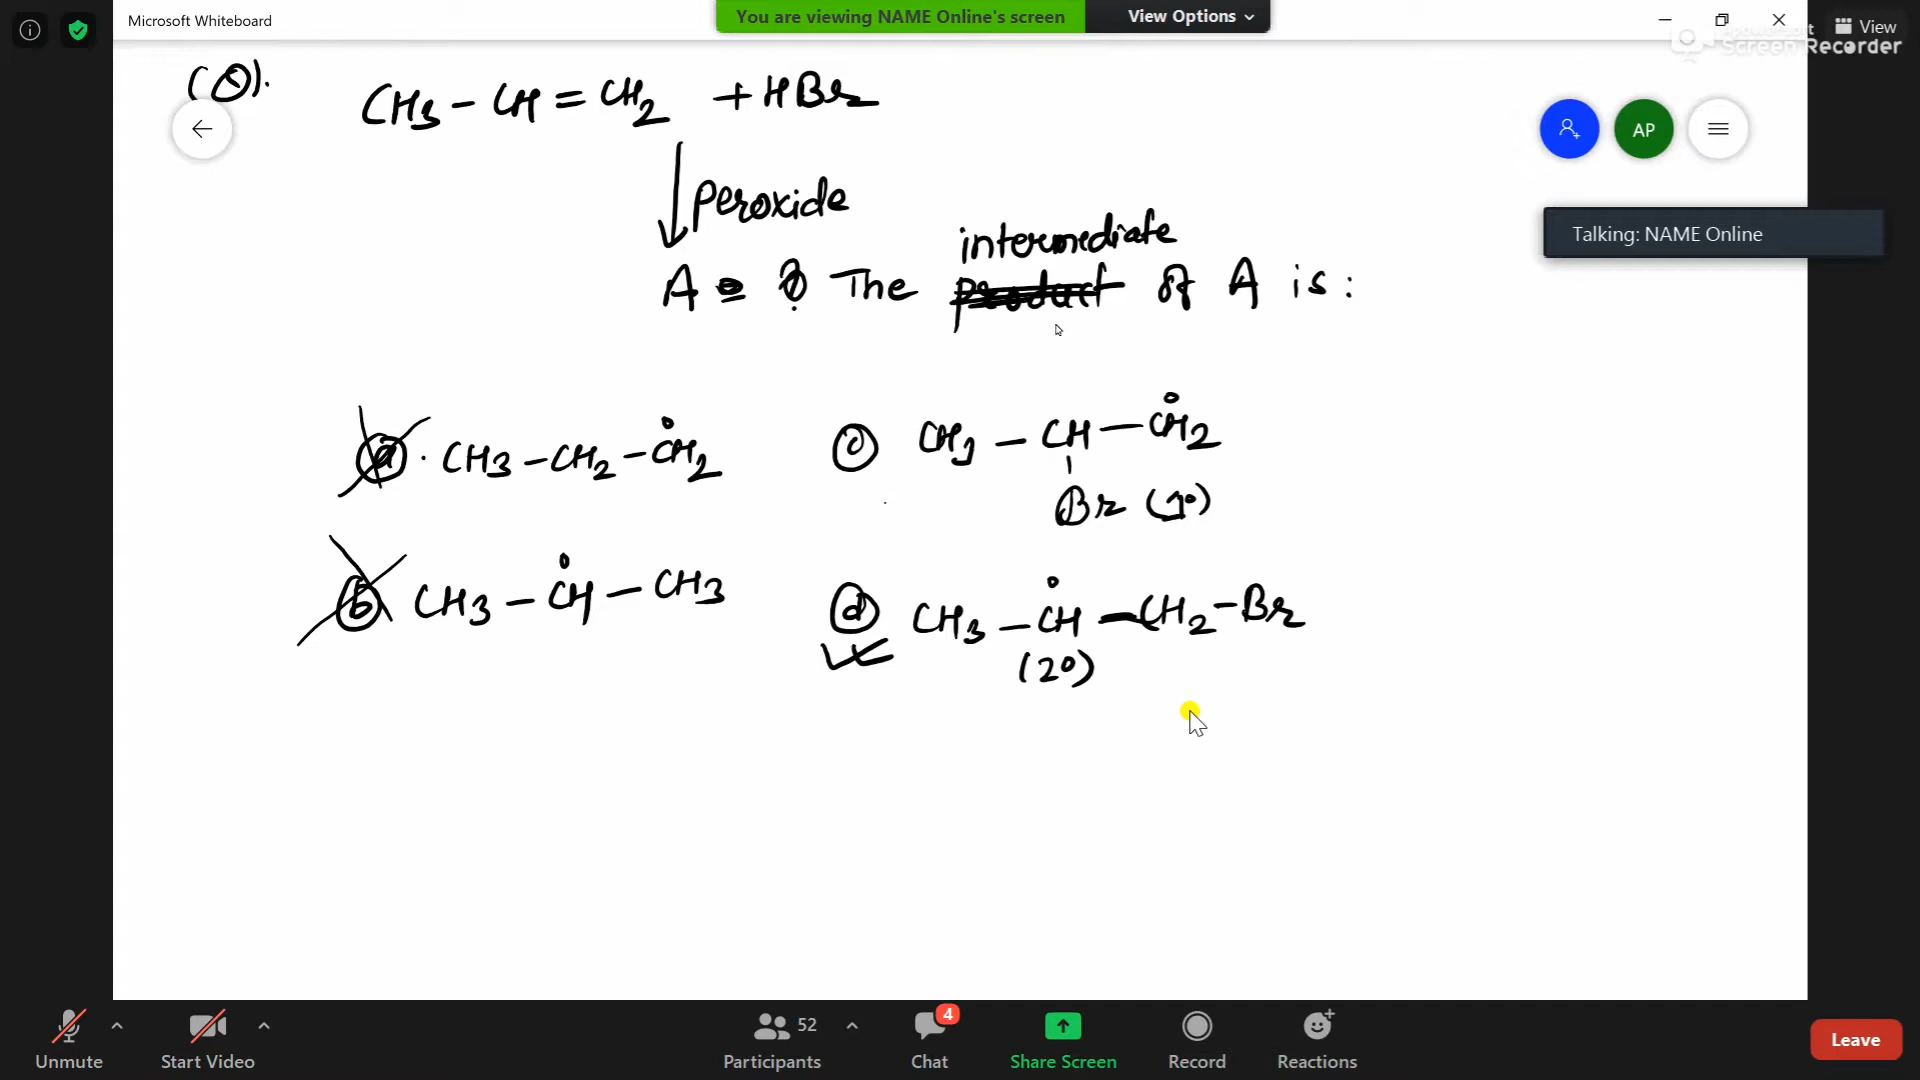 Microsoft Whiteboard
You are viewing NAME Online's screen
View Options
View
Apowersoft
Screen Recorder
(Q).
CH3 - CH = CH2 + HBr
Peroxide
intermediate
A = ? The product of A is:
AP
Talking: NAME Online
(a). CH3 - CH2 - ĊH2
(c) CH3 - CH - ĊH2
Br (1°)
(b) CH3 - ĊH - CH3
(d) CH3 - ĊH - CH2 - Br
(2°)
Unmute
Start Video
52
Participants
4
Chat
Share Screen
Record
Reactions
Leave